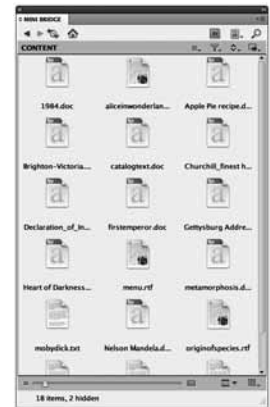 MINI BRIDGE
CONTENT
1984.doc
aliceinwonderlan...
Apple Pie recipe.d...
Brighton-Victoria....
catalogtext.doc
Churchill_finest h...
Declaration_of_In...
firstemperor.doc
Gettysburg Addre...
Heart of Darkness...
menu.rtf
metamorphosis.d...
mobydick.txt
Nelson Mandela.d...
originofspecies.rtf
18 items, 2 hidden